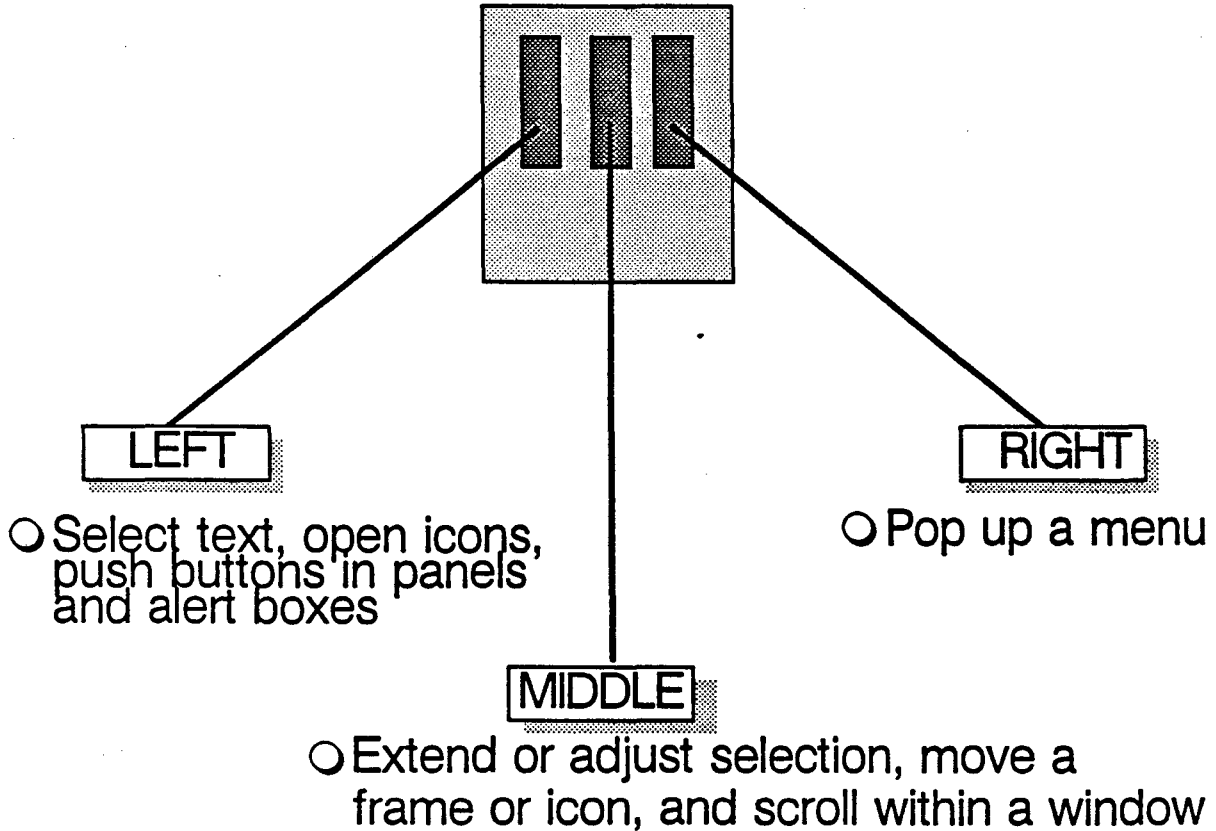 LEFT
○ Select text, open icons,
push buttons in panels
and alert boxes
RIGHT
○ Pop up a menu
MIDDLE
○ Extend or adjust selection, move a
frame or icon, and scroll within a window